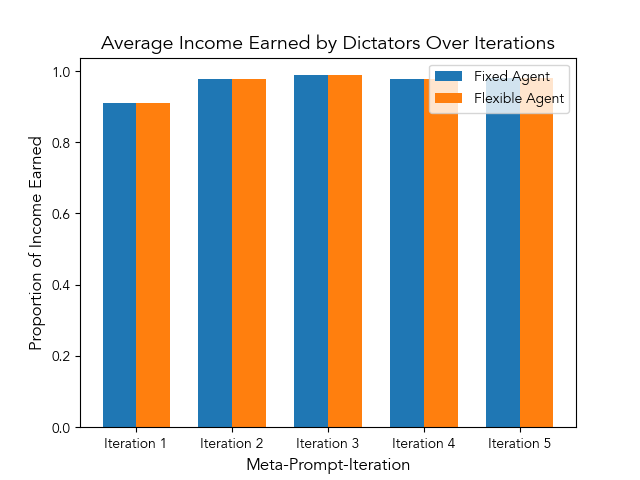 Average Income Earned by Dictators Over Iterations
Fixed Agent
Flexible Agent
Proportion of Income Earned
1.0
0.8
0.6
0.4
0.2
0.0
Iteration 1 Iteration 2 Iteration 3 Iteration 4 Iteration 5
Meta-Prompt-Iteration